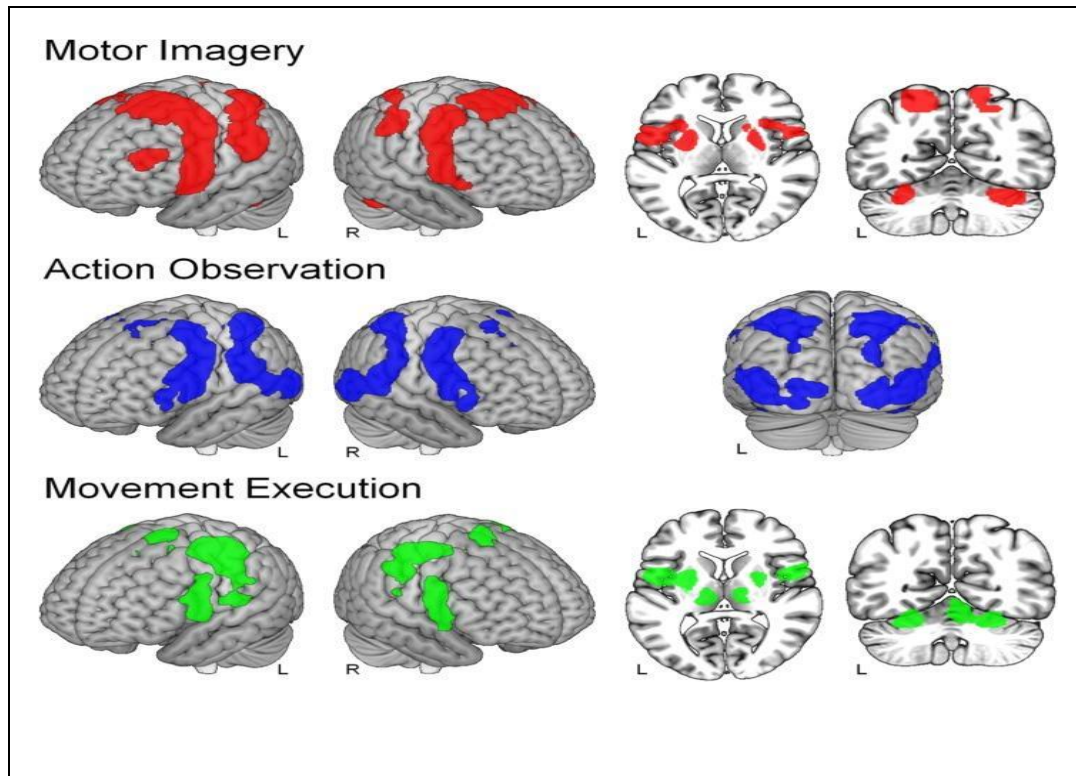 Motor Imagery
L R L L
Action Observation
L R L
Movement Execution
L R L L